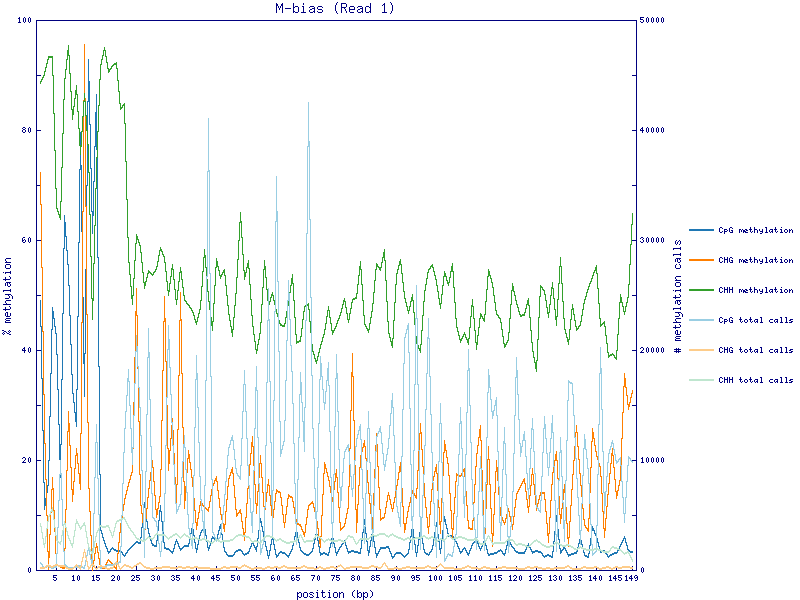 M-bias (Read 1)
100
80
60
40
20
0
% methylation
50000
40000
30000
20000
10000
0
# methylation calls
CpG methylation
CHG methylation
CHH methylation
CpG total calls
CHG total calls
CHH total calls
5 10 15 20 25 30 35 40 45 50 55 60 65 70 75 80 85 90 95 100 105 110 115 120 125 130 135 140 145 149
position (bp)